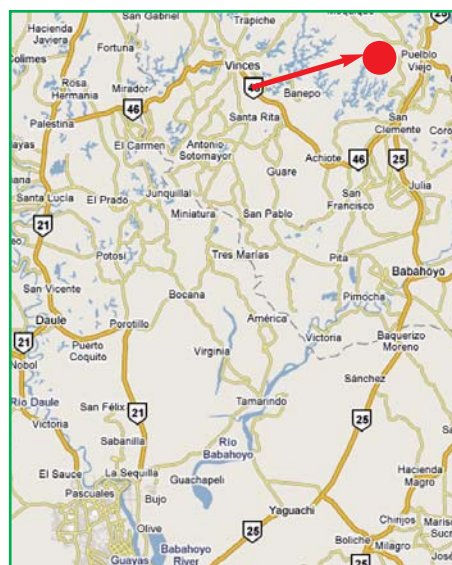 San Gabriel
Trapiche
25
Hacienda
Javiera
Fortuna
Colimes
Vinces
Pueblo
Viejo
Rosa
Hermania
Mirador
Banepo
46
Santa Rita
San
Clemente
Palestina
El Carmen
Antonio
Sotomayor
Achiote
46
25
Guare
Junquillal
San
Francisco
Julia
Santa Lucía
El Prado
Miniatura
San Pablo
21
Tres Marías
Pita
Potosí
Babahoyo
San Vicente
Bocana
Pimocha
Daule
Porotillo
América
Victoria
21
Puerto
Coquito
Virginia
Baquerizo
Moreno
Nobol
Sánchez
Río Daule
San Félix
21
Tamarindo
25
Victoria
Sabanilla
Río
Babahoyo
El Sauce
La Sequilla
Guachapeli
Hacienda
Magro
Pascuales
Bujo
Yaguachi
Olive
25
Chirijos
Boliche
Milagro
Guayas
Babahoyo
River
25